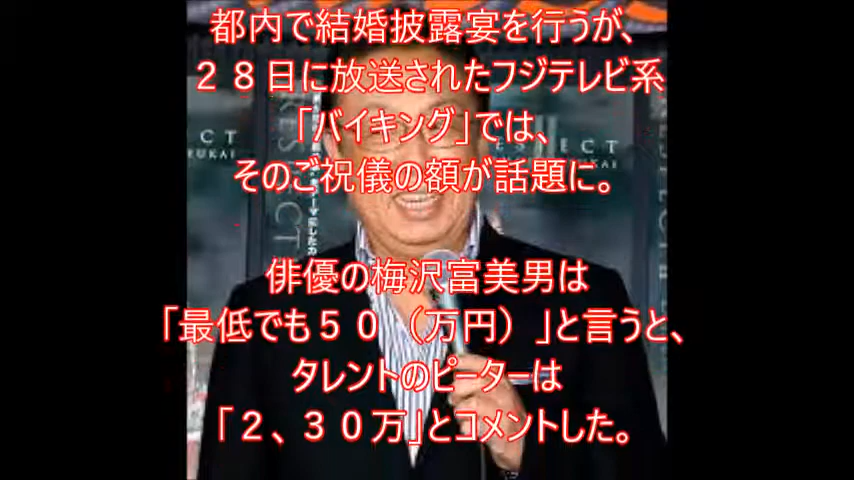 都内で結婚披露宴を行うが、
２８日に放送されたフジテレビ系
「バイキング」では、
そのご祝儀の額が話題に。
俳優の梅沢富美男は
「最低でも５０（万円）」と言うと、
タレントのピーターは
「２、３０万」とコメントした。
RESPECT